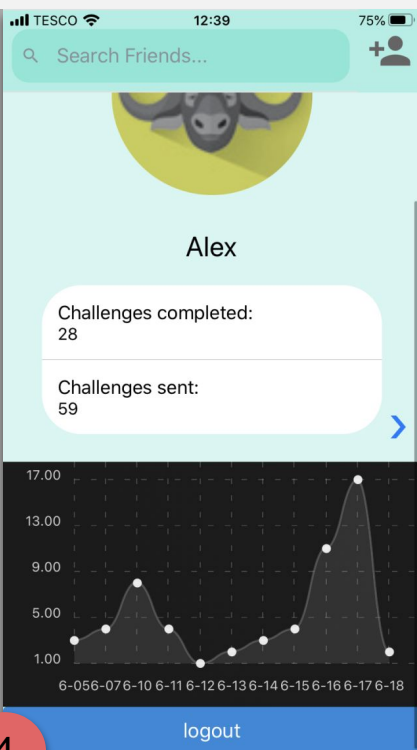 TESCO 12:39 75%
Search Friends...
Alex
Challenges completed:
28
Challenges sent:
59
17.00
13.00
9.00
5.00
1.00
6-056-076-10 6-11 6-12 6-13 6-14 6-15 6-16 6-17 6-18
logout
4